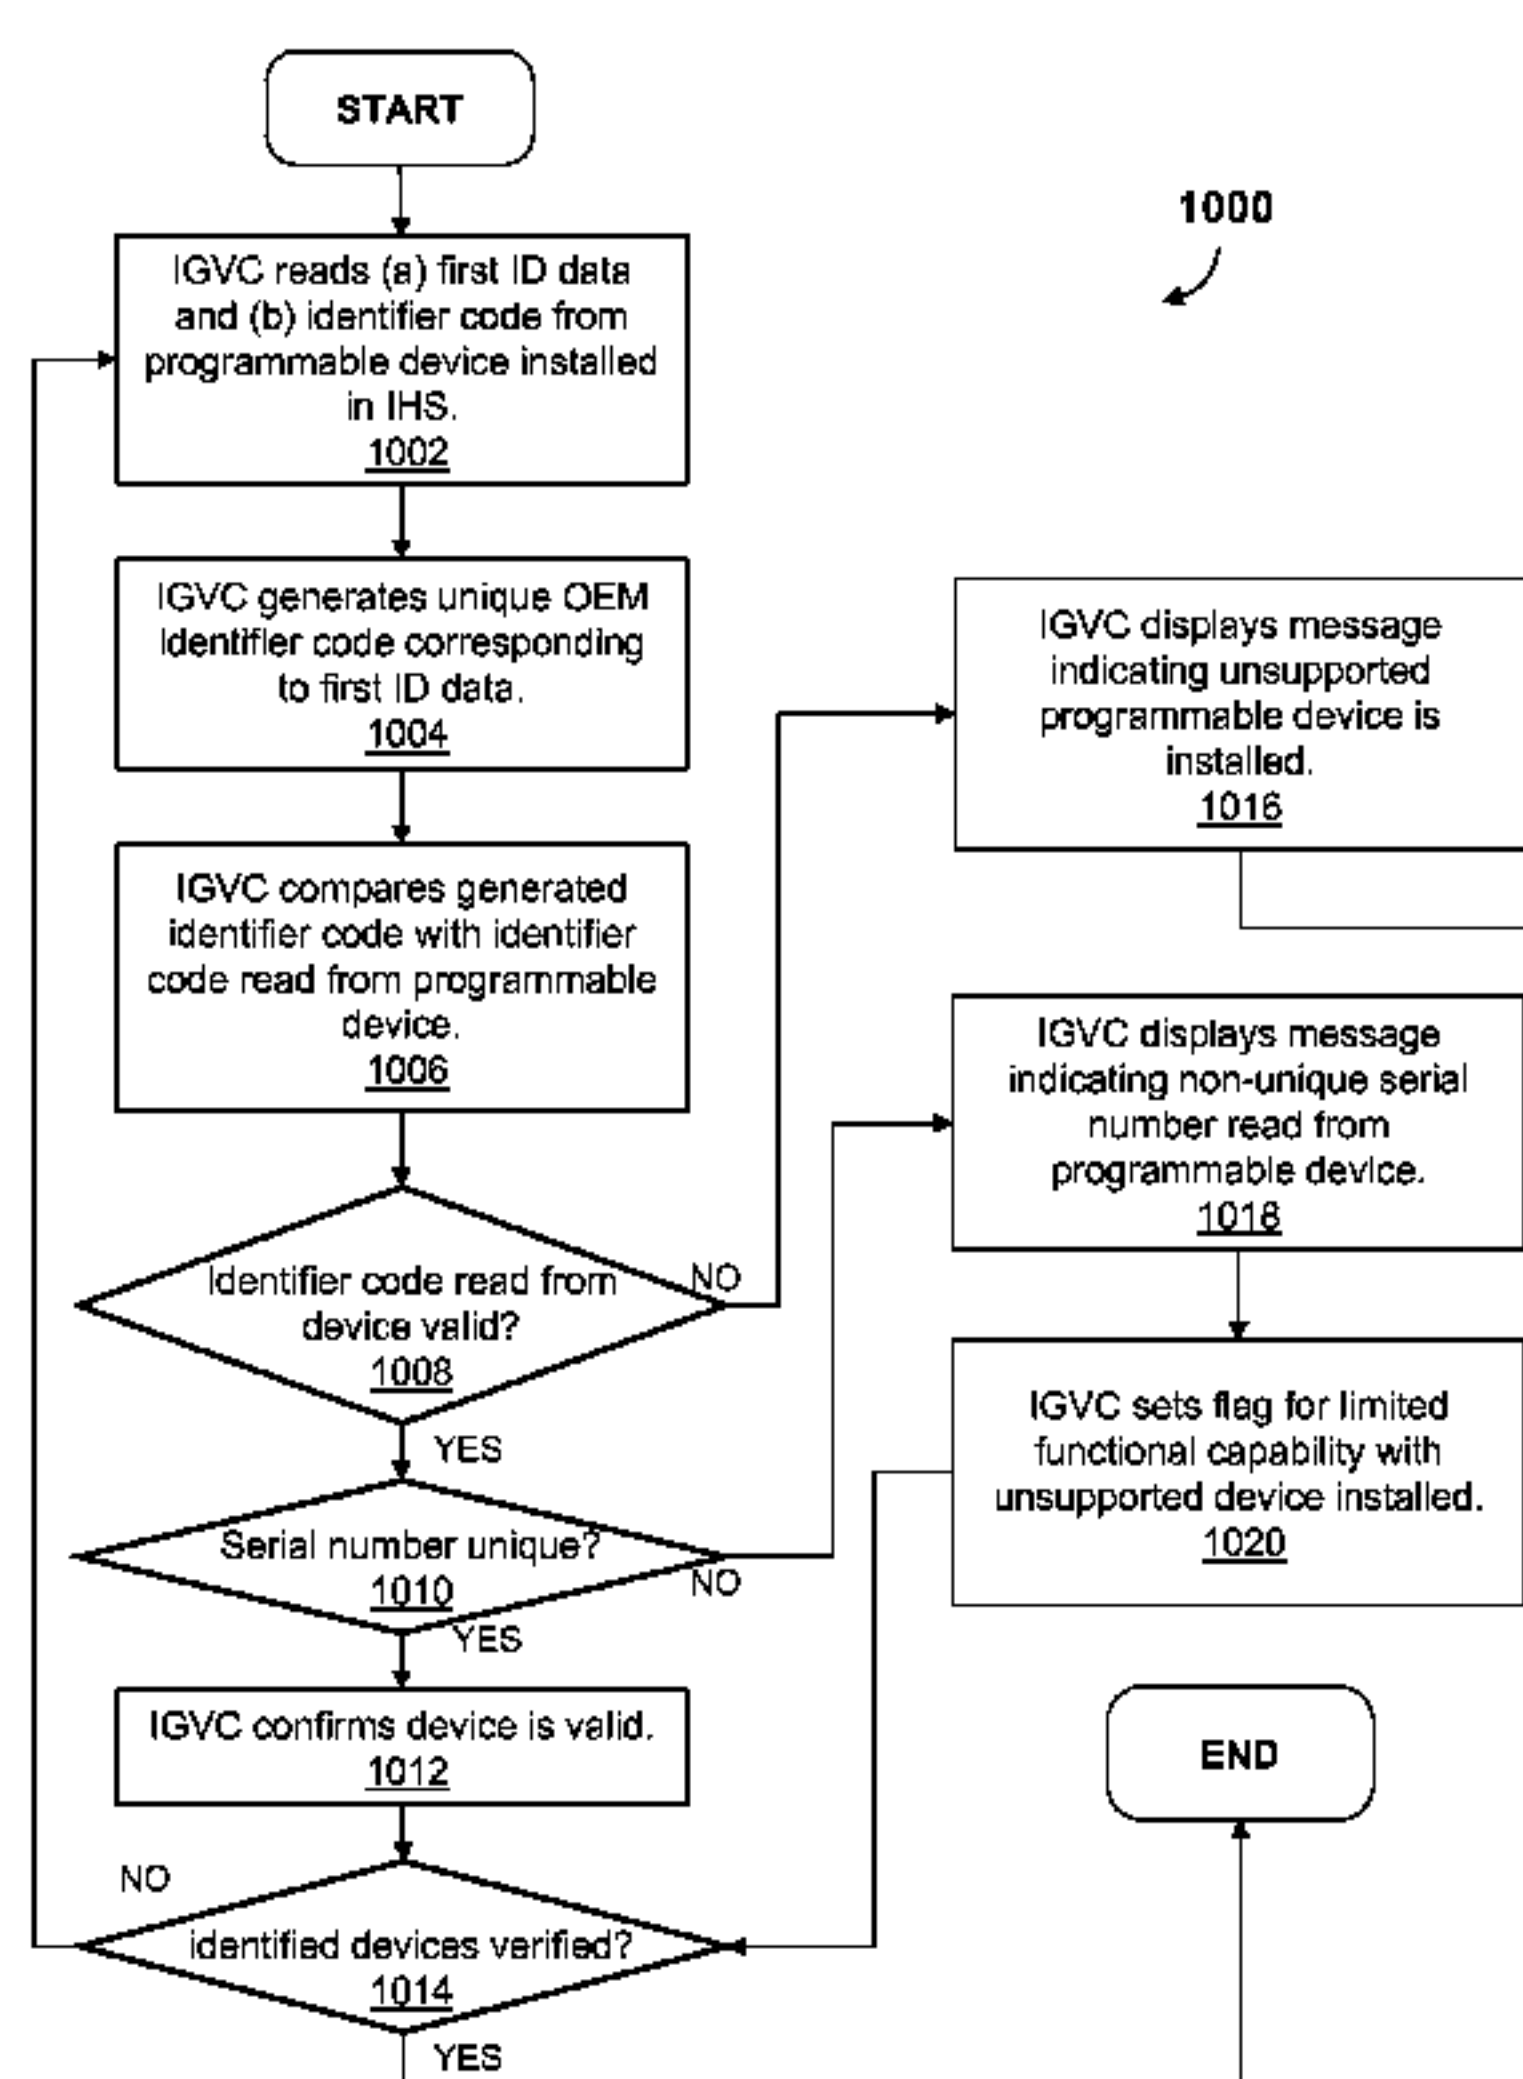 START
1000
IGVC reads (a) first ID data
and (b) identifier code from
programmable device installed
in IHS.
1002
IGVC generates unique OEM
identifier code corresponding
to first ID data.
1004
IGVC compares generated
identifier code with identifier
code read from programmable
device.
1006
Identifier code read from
device valid?
1008
NO
YES
Serial number unique?
1010
NO
YES
IGVC confirms device is valid.
1012
NO
identified devices verified?
1014
YES
IGVC displays message
indicating unsupported
programmable device is
installed.
1016
IGVC displays message
indicating non-unique serial
number read from
programmable device.
1018
IGVC sets flag for limited
functional capability with
unsupported device installed.
1020
END